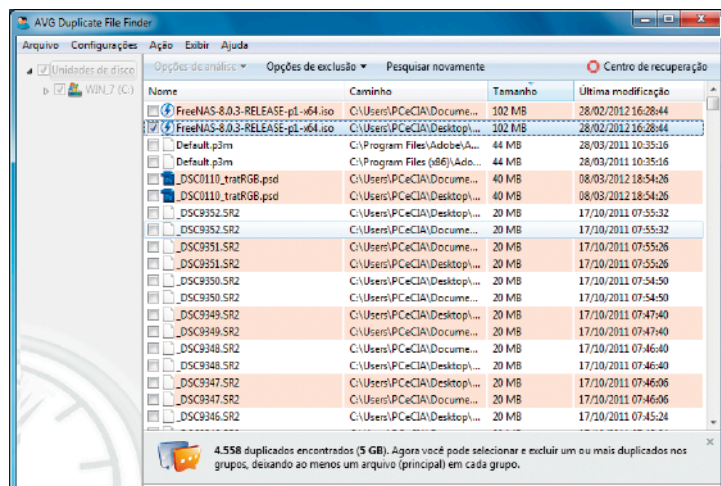 AVG Duplicate File Finder
Arquivo Configurações Ação Exibir Ajuda
Unidades de disco
WIN_7 (C:)
Opções de análise Opções de exclusão Pesquisar novamente Centro de recuperação
Nome Caminho Tamanho Última modificação
FreeNAS-8.0.3-RELEASE-p1-x64.iso C:\Users\PCeCIA\Docume... 102 MB 28/02/2012 16:28:44
FreeNAS-8.0.3-RELEASE-p1-x64.iso C:\Users\PCeCIA\Desktop\... 102 MB 28/02/2012 16:28:44
Default.p3m C:\Program Files\Adobe\A... 44 MB 28/03/2011 10:35:16
Default.p3m C:\Program Files (x86)\Ado... 44 MB 28/03/2011 10:35:16
_DSC0110_tratRGB.psd C:\Users\PCeCIA\Docume... 40 MB 08/03/2012 18:54:26
_DSC0110_tratRGB.psd C:\Users\PCeCIA\Desktop\... 40 MB 08/03/2012 18:54:26
_DSC9352.SR2 C:\Users\PCeCIA\Desktop\... 20 MB 17/10/2011 07:55:32
_DSC9352.SR2 C:\Users\PCeCIA\Docume... 20 MB 17/10/2011 07:55:32
_DSC9351.SR2 C:\Users\PCeCIA\Docume... 20 MB 17/10/2011 07:55:26
_DSC9351.SR2 C:\Users\PCeCIA\Desktop\... 20 MB 17/10/2011 07:55:26
_DSC9350.SR2 C:\Users\PCeCIA\Desktop\... 20 MB 17/10/2011 07:54:50
_DSC9350.SR2 C:\Users\PCeCIA\Docume... 20 MB 17/10/2011 07:54:50
_DSC9349.SR2 C:\Users\PCeCIA\Desktop\... 20 MB 17/10/2011 07:47:40
_DSC9349.SR2 C:\Users\PCeCIA\Docume... 20 MB 17/10/2011 07:47:40
_DSC9348.SR2 C:\Users\PCeCIA\Docume... 20 MB 17/10/2011 07:46:40
_DSC9348.SR2 C:\Users\PCeCIA\Desktop\... 20 MB 17/10/2011 07:46:40
_DSC9347.SR2 C:\Users\PCeCIA\Desktop\... 20 MB 17/10/2011 07:46:06
_DSC9347.SR2 C:\Users\PCeCIA\Docume... 20 MB 17/10/2011 07:46:06
_DSC9346.SR2 C:\Users\PCeCIA\Desktop\... 20 MB 17/10/2011 07:45:24
4.558 duplicados encontrados (5 GB). Agora você pode selecionar e excluir um ou mais duplicados nos
grupos, deixando ao menos um arquivo (principal) em cada grupo.